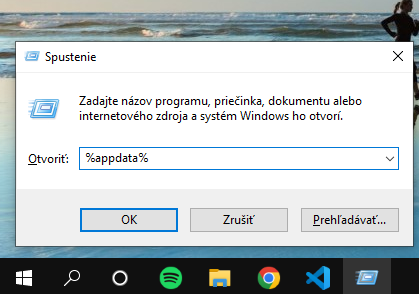 Spustenie
Zadajte názov programu, priečinka, dokumentu alebo
internetového zdroja a systém Windows ho otvorí.
Otvoriť: %appdata%
OK Zrušiť Prehľadávať...